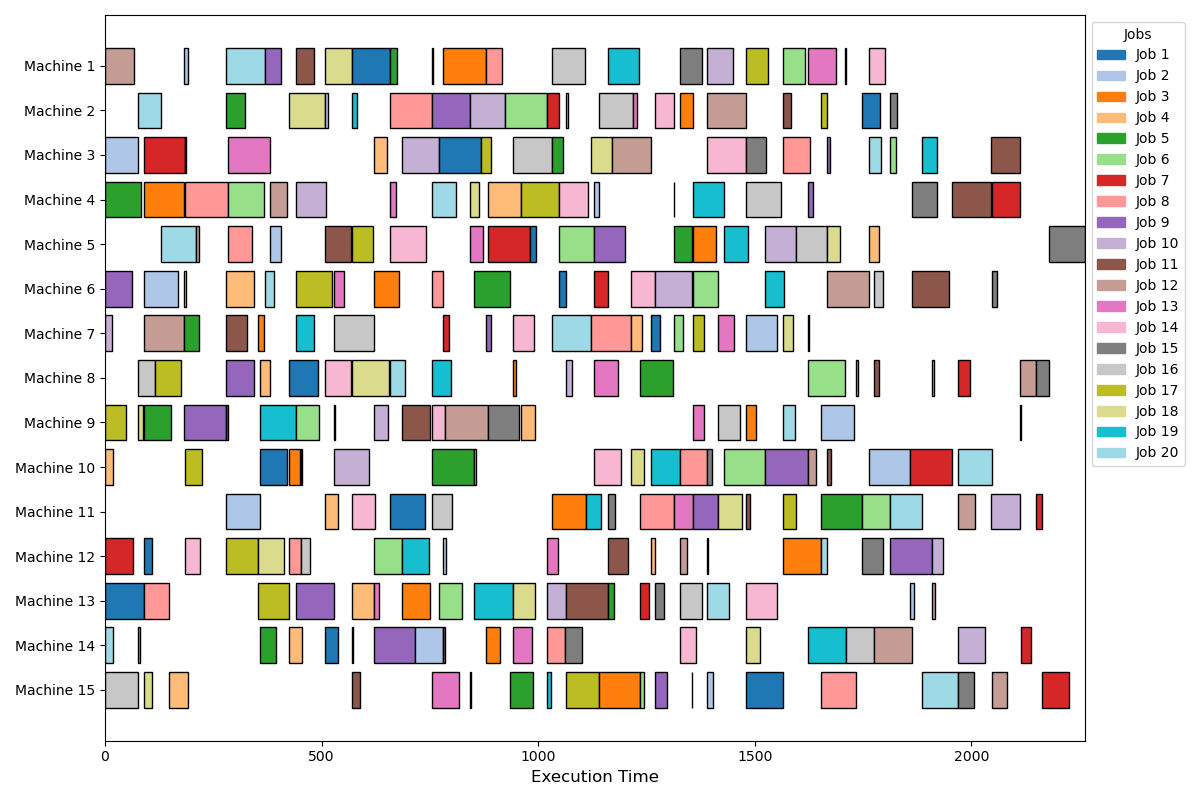 Machine 1
Machine 2
Machine 3
Machine 4
Machine 5
Machine 6
Machine 7
Machine 8
Machine 9
Machine 10
Machine 11
Machine 12
Machine 13
Machine 14
Machine 15
0 500 1000 1500 2000
Execution Time
Jobs
Job 1
Job 2
Job 3
Job 4
Job 5
Job 6
Job 7
Job 8
Job 9
Job 10
Job 11
Job 12
Job 13
Job 14
Job 15
Job 16
Job 17
Job 18
Job 19
Job 20